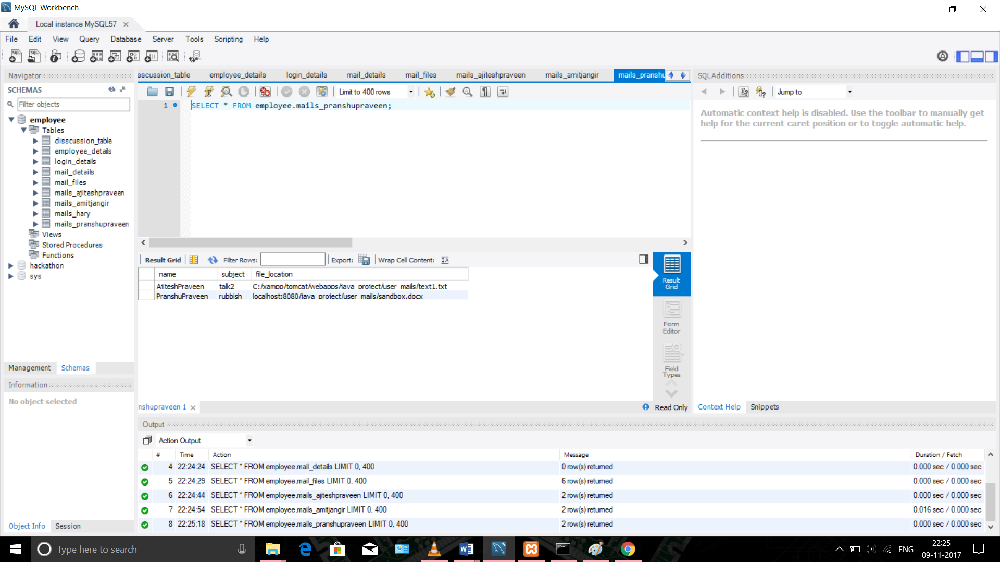 MySQL Workbench
Local instance MySQL57
File Edit View Query Database Server Tools Scripting Help
Navigator
SCHEMAS
Filter objects
employee
Tables
disscussion_table
employee_details
login_details
mail_details
mail_files
mails_ajiteshpraveen
mails_amitjangir
mails_hary
mails_pranshupraveen
Views
Stored Procedures
Functions
hackathon
sys
Management Schemas
Information
No object selected
Object Info Session
sscussion_table employee_details login_details mail_details mail_files mails_ajiteshpraveen mails_amitjangir mails_pranshu
Limit to 400 rows
1 SELECT * FROM employee.mails_pranshupraveen;
Result Grid Filter Rows: Export: Wrap Cell Content:
name subject file_location
AjiteshPraveen talk2 C:/xampp/tomcat/webapps/java_project/user_mails/text1.txt
PranshuPraveen rubbish localhost:8080/java_project/user_mails/sandbox.docx
Result
Grid
Form
Editor
Field
Types
nshupraveen 1
Read Only
SQLAdditions
Jump to
Automatic context help is disabled. Use the toolbar to manually get
help for the current caret position or to toggle automatic help.
Context Help Snippets
Output
Action Output
# Time Action Message Duration / Fetch
4 22:24:24 SELECT * FROM employee.mail_details LIMIT 0, 400 0 row(s) returned 0.000 sec / 0.000 sec
5 22:24:29 SELECT * FROM employee.mail_files LIMIT 0, 400 6 row(s) returned 0.000 sec / 0.000 sec
6 22:24:44 SELECT * FROM employee.mails_ajiteshpraveen LIMIT 0, 400 2 row(s) returned 0.000 sec / 0.000 sec
7 22:24:54 SELECT * FROM employee.mails_amitjangir LIMIT 0, 400 2 row(s) returned 0.016 sec / 0.000 sec
8 22:25:18 SELECT * FROM employee.mails_pranshupraveen LIMIT 0, 400 2 row(s) returned 0.000 sec / 0.000 sec
Type here to search
ENG
22:25
09-11-2017